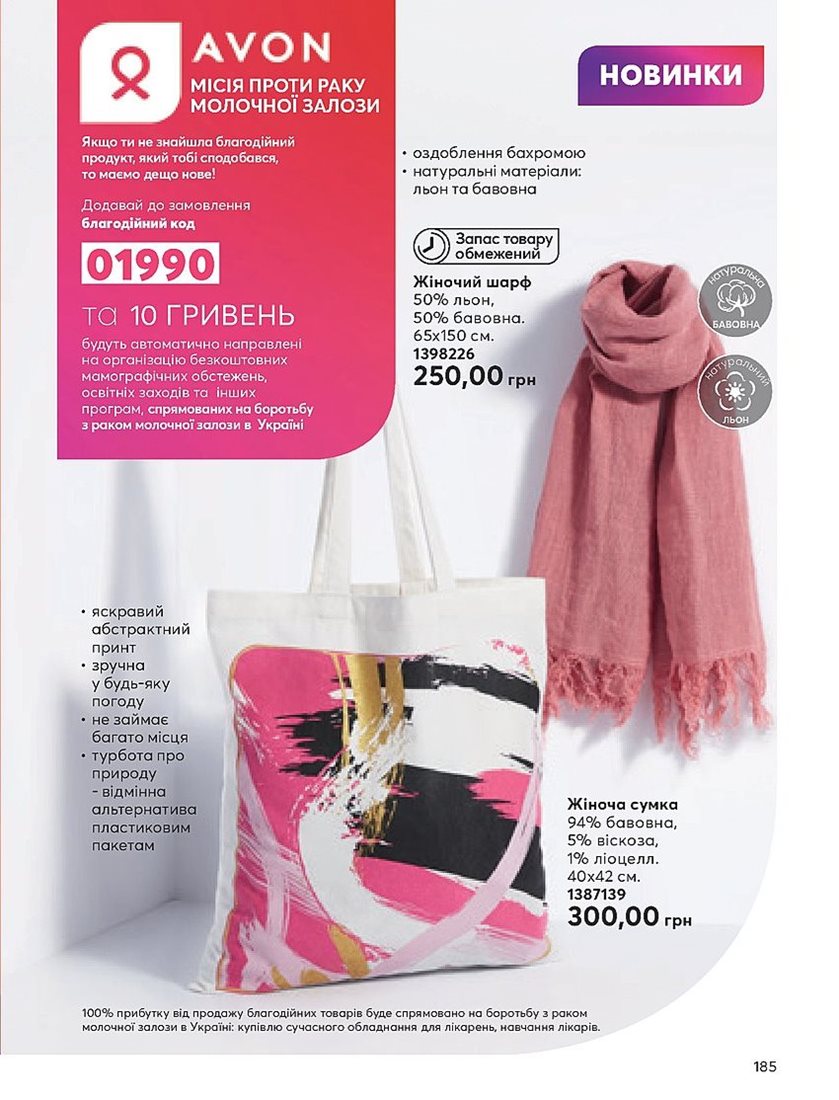 AVON
МІСІЯ ПРОТИ РАКУ
МОЛОЧНОЇ ЗАЛОЗИ
Якщо ти не знайшла благодійний
продукт, який тобі сподобався,
то маємо дещо нове!
Додавай до замовлення
благодійний код
01990
та 10 ГРИВЕНЬ
будуть автоматично направлені
на організацію безкоштовних
мамографічних обстежень,
освітніх заходів та інших
програм, спрямованих на боротьбу
з раком молочної залози в Україні
НОВИНКИ
• оздоблення бахромою
• натуральні матеріали:
льон та бавовна
Запас товару
обмежений
Жіночий шарф
50% льон,
50% бавовна.
65х150 см.
1398226
250,00 грн
натуральна
БАВОВНА
натуральний
ЛЬОН
• яскравий
абстрактний
принт
• зручна
у будь-яку
погоду
• не займає
багато місця
• турбота про
природу
- відмінна
альтернатива
пластиковим
пакетам
Жіноча сумка
94% бавовна,
5% віскоза,
1% ліоцелл.
40х42 см.
1387139
300,00 грн
100% прибутку від продажу благодійних товарів буде спрямовано на боротьбу з раком
молочної залози в Україні: купівлю сучасного обладнання для лікарень, навчання лікарів.
185